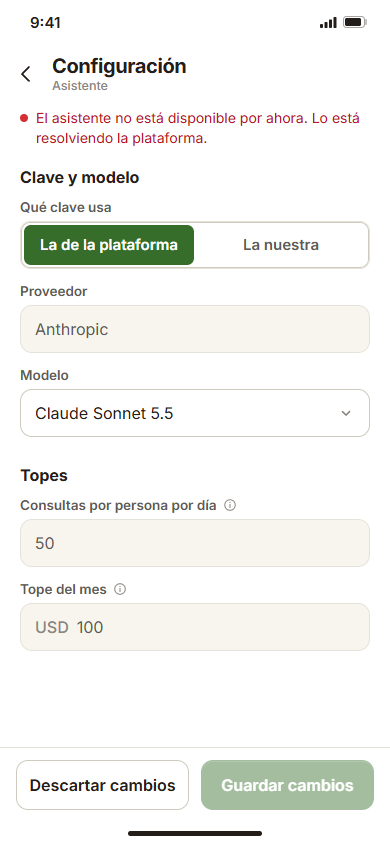 9:41
Configuración
Asistente
El asistente no está disponible por ahora. Lo está
resolviendo la plataforma.
Clave y modelo
Qué clave usa
La de la plataforma
La nuestra
Proveedor
Anthropic
Modelo
Claude Sonnet 5.5
Topes
Consultas por persona por día
50
Tope del mes
USD 100
Descartar cambios
Guardar cambios